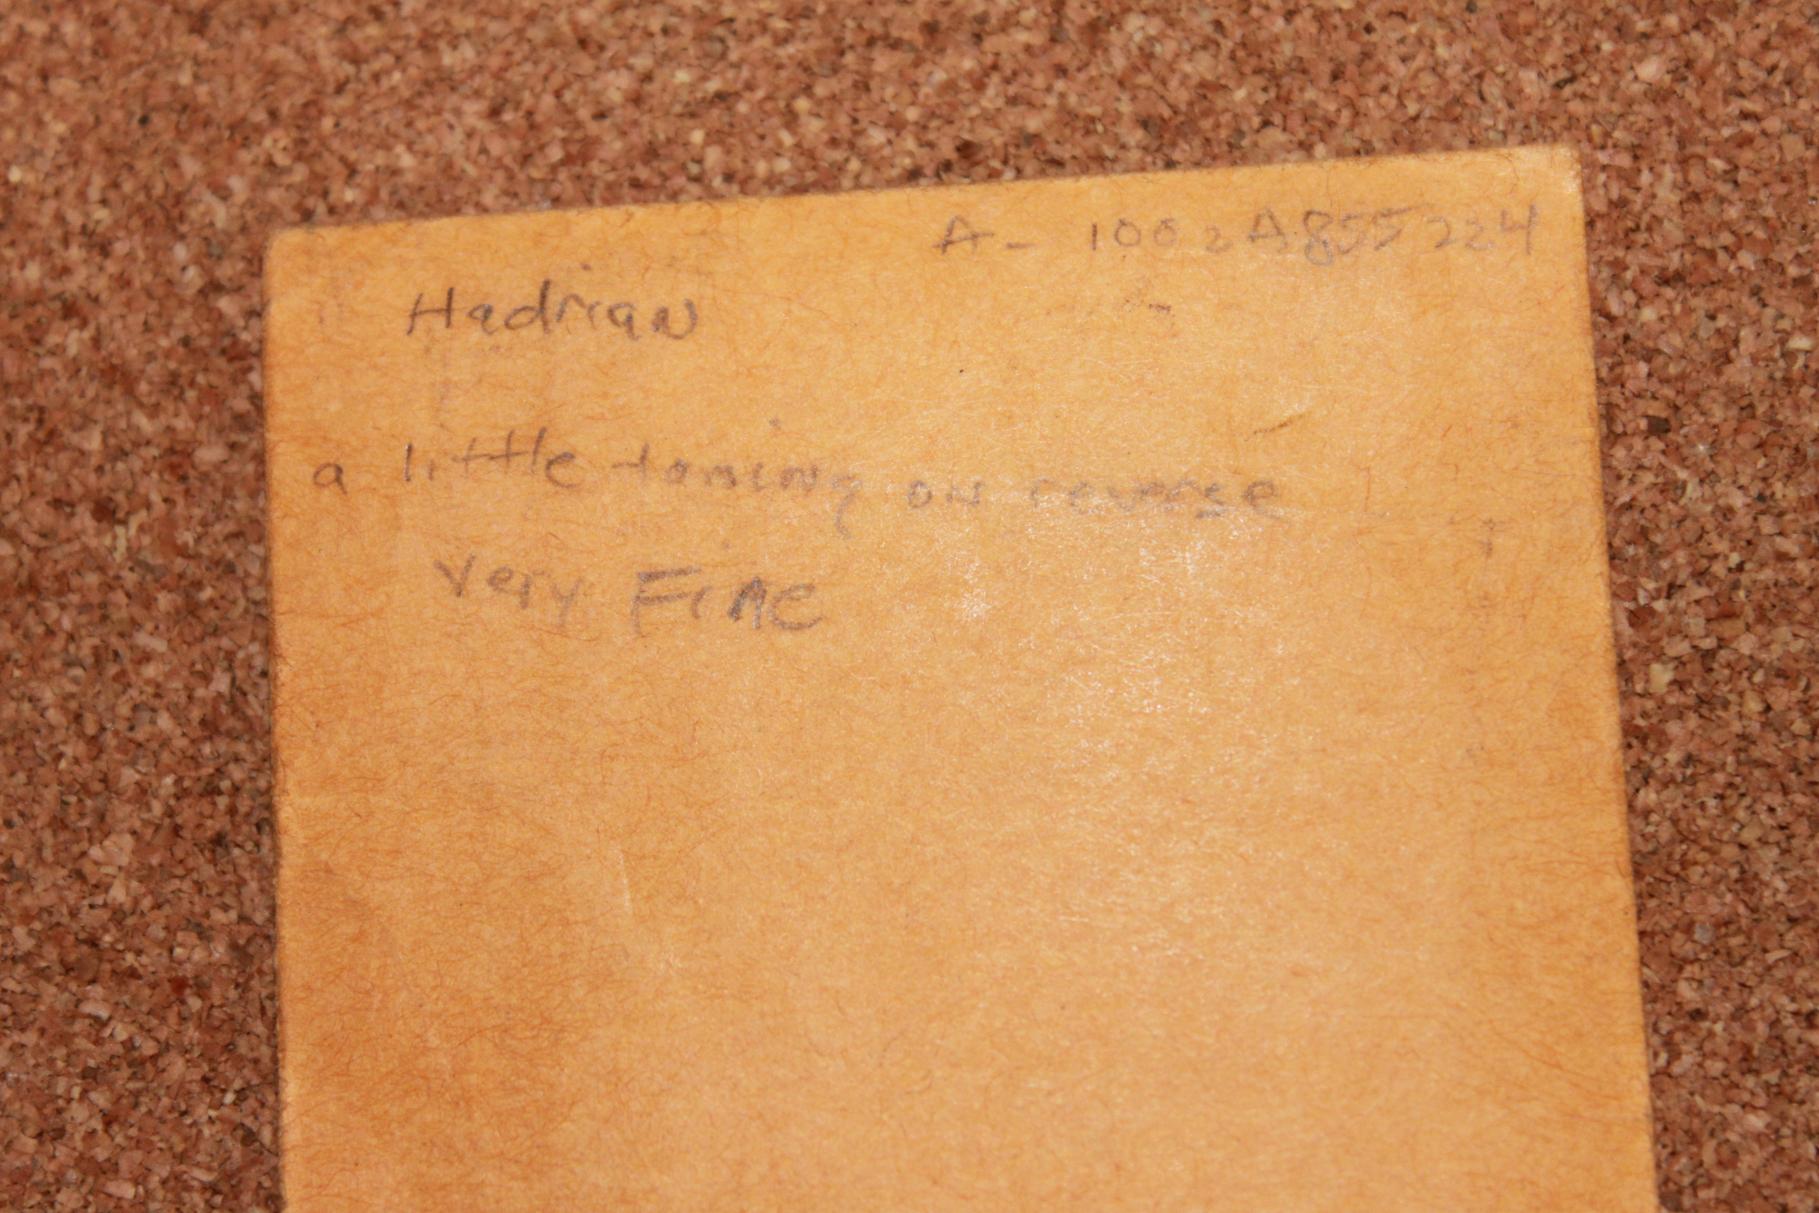 A- 1002A855224
Hadrian
a little toning on reverse
Very Fine